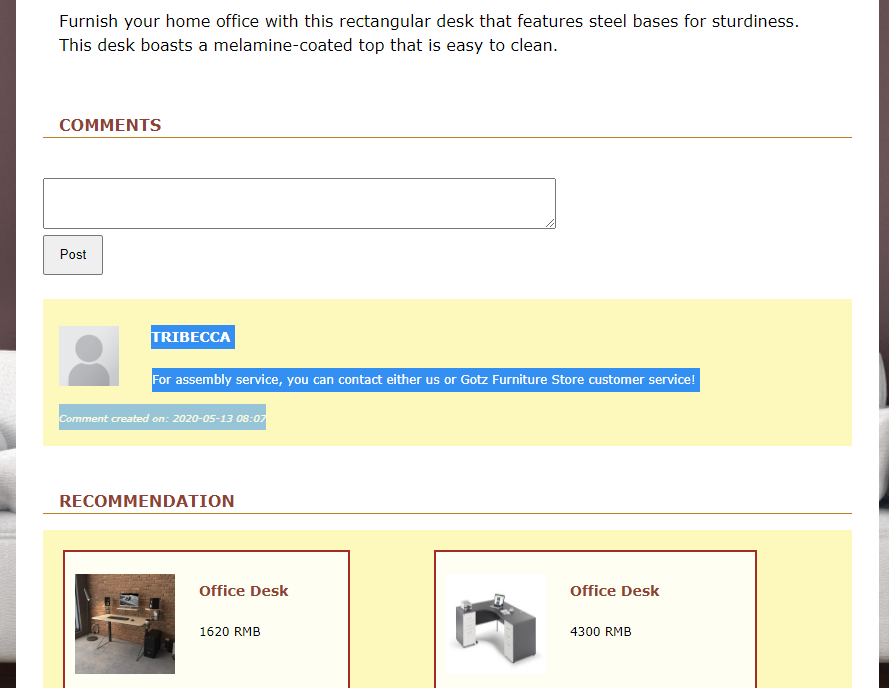 Furnish your home office with this rectangular desk that features steel bases for sturdiness.
This desk boasts a melamine-coated top that is easy to clean.
COMMENTS
Post
TRIBECCA
For assembly service, you can contact either us or Gotz Furniture Store customer service!
Comment created on: 2020-05-13 08:07
RECOMMENDATION
Office Desk
1620 RMB
Office Desk
4300 RMB